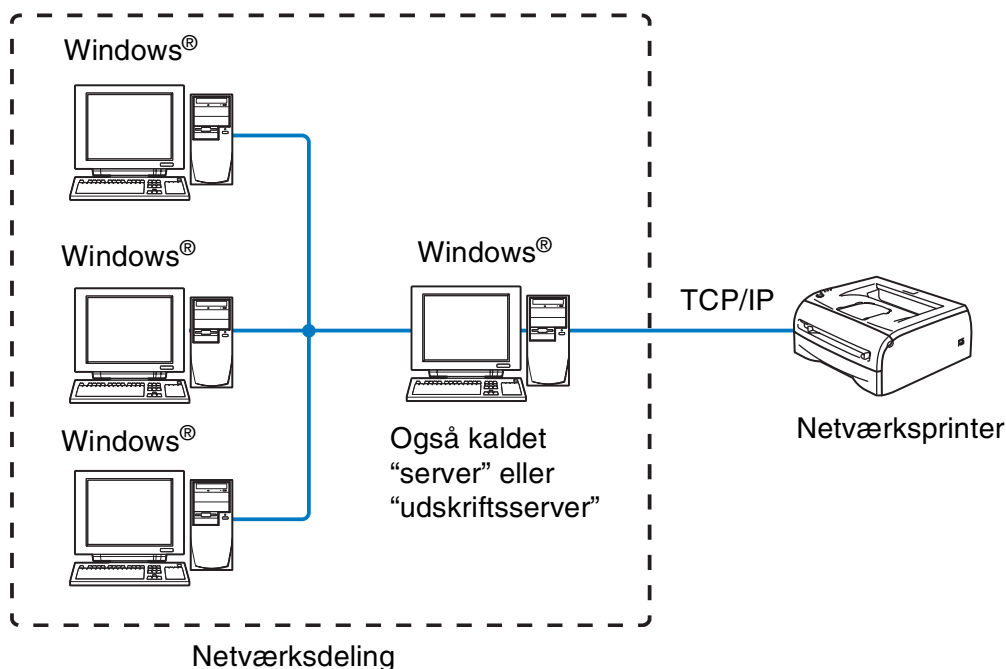 Windows®
Windows®
Windows®
Windows®
Også kaldet
“server” eller
“udskriftsserver”
TCP/IP
Netværksprinter
Netværksdeling